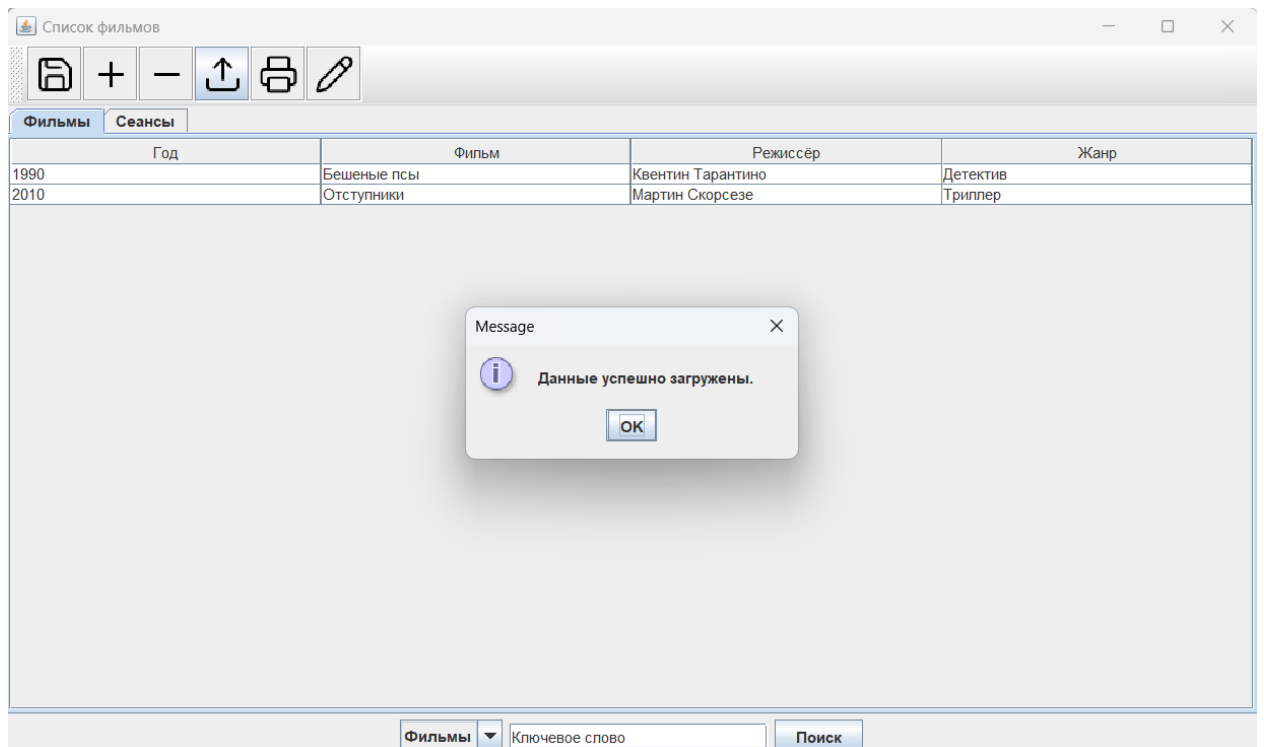 Список фильмов
Фильмы Сеансы
Год Фильм Режиссёр Жанр
1990 Бешеные псы Квентин Тарантино Детектив
2010 Отступники Мартин Скорсезе Триллер
Message
Данные успешно загружены.
OK
Фильмы Ключевое слово Поиск